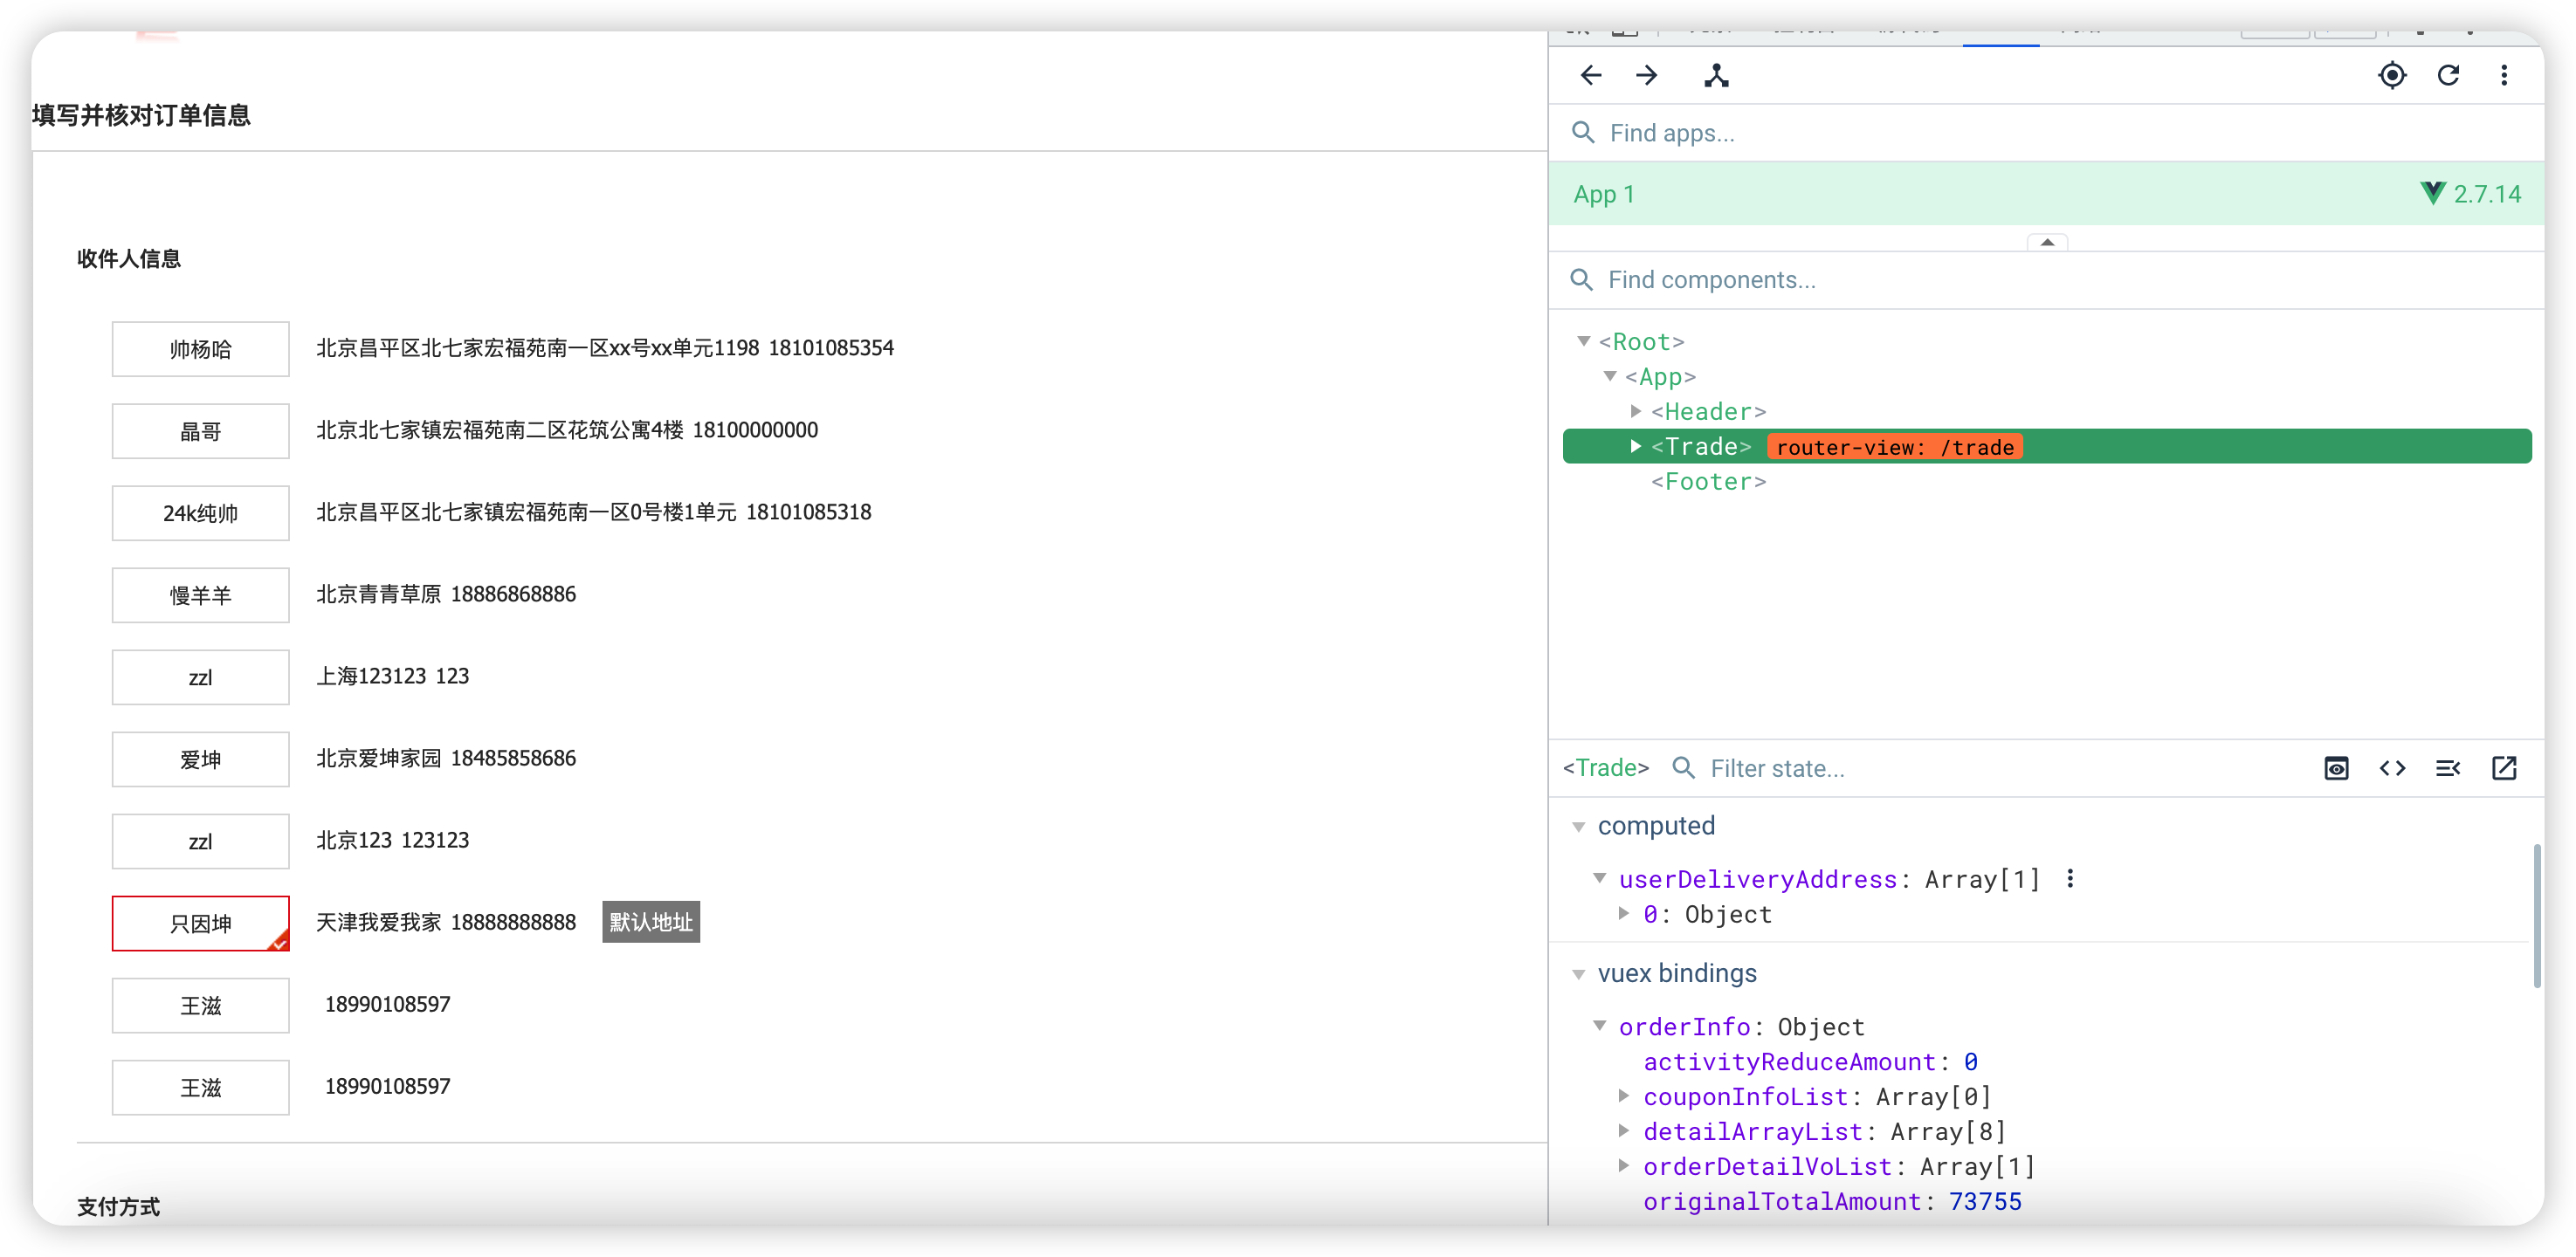 填写并核对订单信息
收件人信息
帅杨哈 北京昌平区北七家宏福苑南一区xx号xx单元1198 18101085354
晶哥 北京北七家镇宏福苑南二区花筑公寓4楼 18100000000
24k纯帅 北京昌平区北七家镇宏福苑南一区0号楼1单元 18101085318
慢羊羊 北京青青草原 18886868886
zzl 上海123123 123
爱坤 北京爱坤家园 18485858686
zzl 北京123 123123
只因坤 天津我爱我家 18888888888 默认地址
王滋 18990108597
王滋 18990108597
支付方式
Find apps...
App 1 2.7.14
Find components...
<Root>
<App>
<Header>
<Trade> router-view: /trade
<Footer>
<Trade> Filter state...
computed
userDeliveryAddress: Array[1]
0: Object
vuex bindings
orderInfo: Object
activityReduceAmount: 0
couponInfoList: Array[0]
detailArrayList: Array[8]
orderDetailVoList: Array[1]
originalTotalAmount: 73755